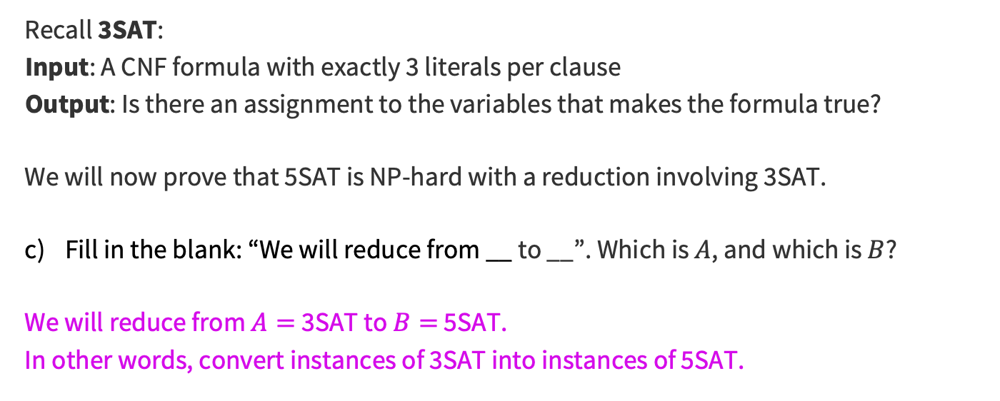 Recall 3SAT:
Input: A CNF formula with exactly 3 literals per clause
Output: Is there an assignment to the variables that makes the formula true?
We will now prove that 5SAT is NP-hard with a reduction involving 3SAT.
c) Fill in the blank: “We will reduce from __ to __”. Which is A, and which is B?
We will reduce from A = 3SAT to B = 5SAT.
In other words, convert instances of 3SAT into instances of 5SAT.